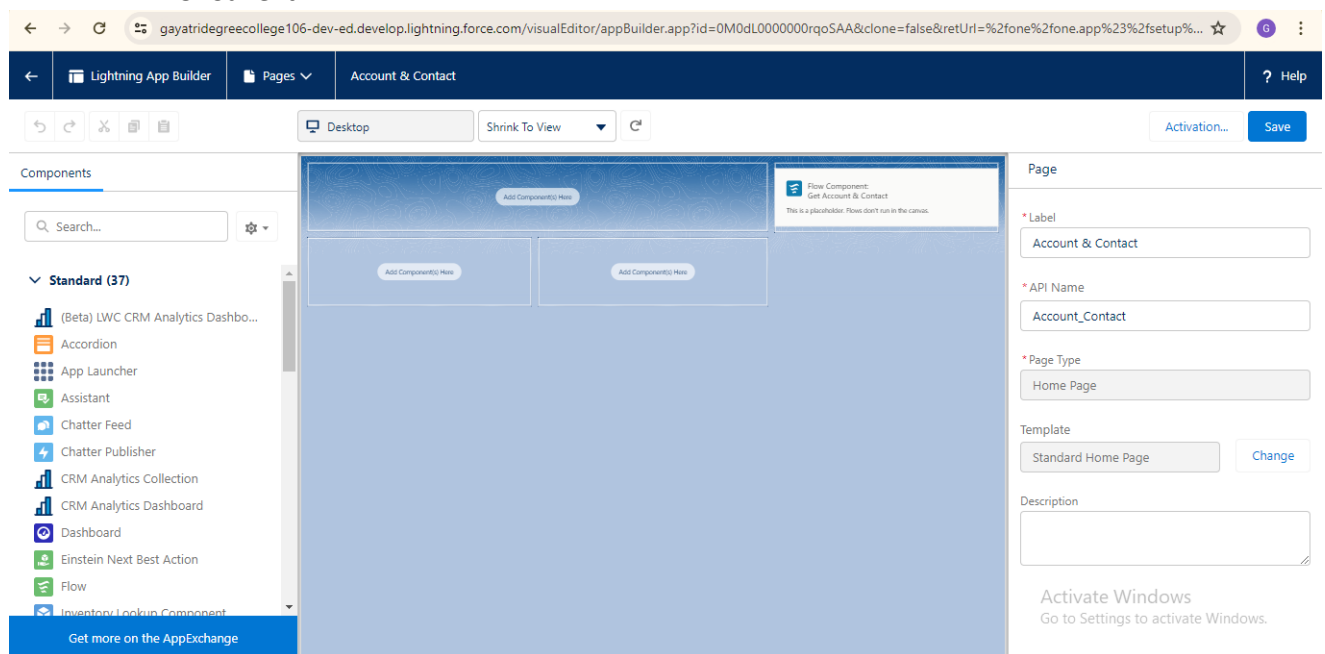 gayatridegreecollege106-dev-ed.develop.lightning.force.com/visualEditor/appBuilder.app?id=0M0dL0000000rqoSAA&clone=false&retUrl=%2fone%2fone.app%23%2fsetup%...
G
Lightning App Builder
Pages
Account & Contact
? Help
Desktop
Shrink To View
Activation...
Save
Components
Search...
Standard (37)
(Beta) LWC CRM Analytics Dashbo...
Accordion
App Launcher
Assistant
Chatter Feed
Chatter Publisher
CRM Analytics Collection
CRM Analytics Dashboard
Dashboard
Einstein Next Best Action
Flow
Inventory Lookup Component
Get more on the AppExchange
Add Component(s) Here
Flow Component:
Get Account & Contact
This is a placeholder. Flows don't run in the canvas.
Add Component(s) Here
Add Component(s) Here
Page
*Label
Account & Contact
*API Name
Account_Contact
*Page Type
Home Page
Template
Standard Home Page
Change
Description
Activate Windows
Go to Settings to activate Windows.